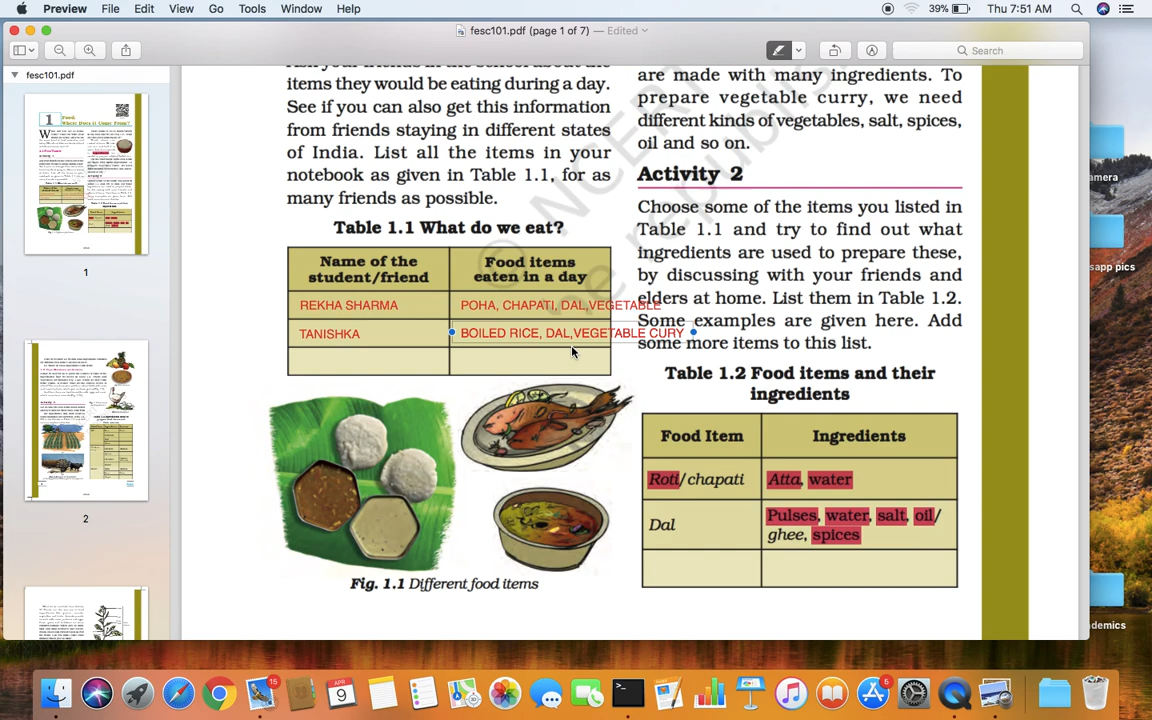 Preview File Edit View Go Tools Window Help
39% Thu 7:51 AM
fesc101.pdf (page 1 of 7) — Edited
Search
fesc101.pdf
1
2
items they would be eating during a day.
See if you can also get this information
from friends staying in different states
of India. List all the items in your
notebook as given in Table 1.1, for as
many friends as possible.
Table 1.1 What do we eat?
Name of the student/friend Food items eaten in a day
REKHA SHARMA POHA, CHAPATI, DAL,VEGETABLE
TANISHKA BOILED RICE, DAL,VEGETABLE CURY
Fig. 1.1 Different food items
are made with many ingredients. To
prepare vegetable curry, we need
different kinds of vegetables, salt, spices,
oil and so on.
Activity 2
Choose some of the items you listed in
Table 1.1 and try to find out what
ingredients are used to prepare these,
by discussing with your friends and
elders at home. List them in Table 1.2.
Some examples are given here. Add
some more items to this list.
Table 1.2 Food items and their
ingredients
Food Item Ingredients
Roti/chapati Atta, water
Dal Pulses, water, salt, oil/
ghee, spices
© NCERT
be republis
amera
sapp pics
demics
15
APR
9
5